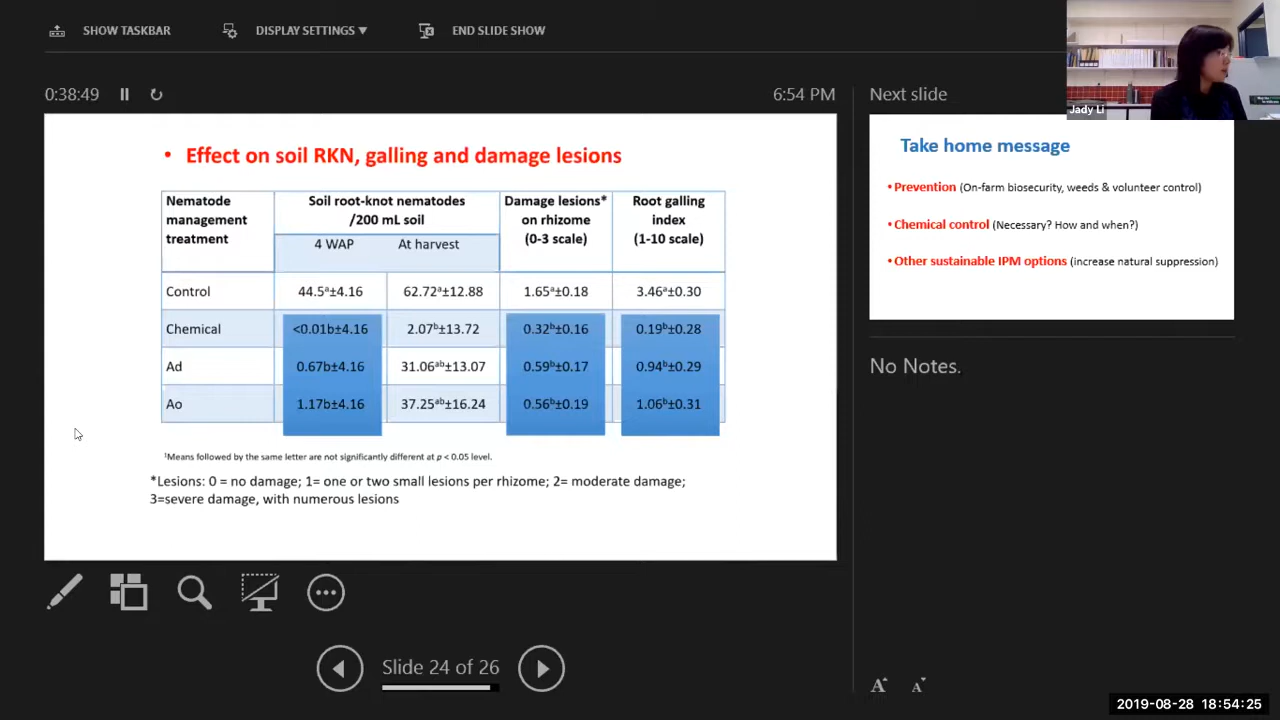 SHOW TASKBAR
DISPLAY SETTINGS ▼
END SLIDE SHOW
Jady Li
0:38:49
6:54 PM
Next slide
• Effect on soil RKN, galling and damage lesions
Nematode management treatment
Soil root-knot nematodes /200 mL soil
Damage lesions* on rhizome (0-3 scale)
Root galling index (1-10 scale)
4 WAP At harvest
Control 44.5ᵃ±4.16 62.72ᵃ±12.88 1.65ᵃ±0.18 3.46ᵃ±0.30
Chemical <0.01b±4.16 2.07ᵇ±13.72 0.32ᵇ±0.16 0.19ᵇ±0.28
Ad 0.67b±4.16 31.06ᵃᵇ±13.07 0.59ᵇ±0.17 0.94ᵇ±0.29
Ao 1.17b±4.16 37.25ᵃᵇ±16.24 0.56ᵇ±0.19 1.06ᵇ±0.31
¹Means followed by the same letter are not significantly different at p < 0.05 level.
*Lesions: 0 = no damage; 1= one or two small lesions per rhizome; 2= moderate damage;
3=severe damage, with numerous lesions
Take home message
• Prevention (On-farm biosecurity, weeds & volunteer control)
• Chemical control (Necessary? How and when?)
• Other sustainable IPM options (increase natural suppression)
No Notes.
Slide 24 of 26
A A
2019-08-28 18:54:25